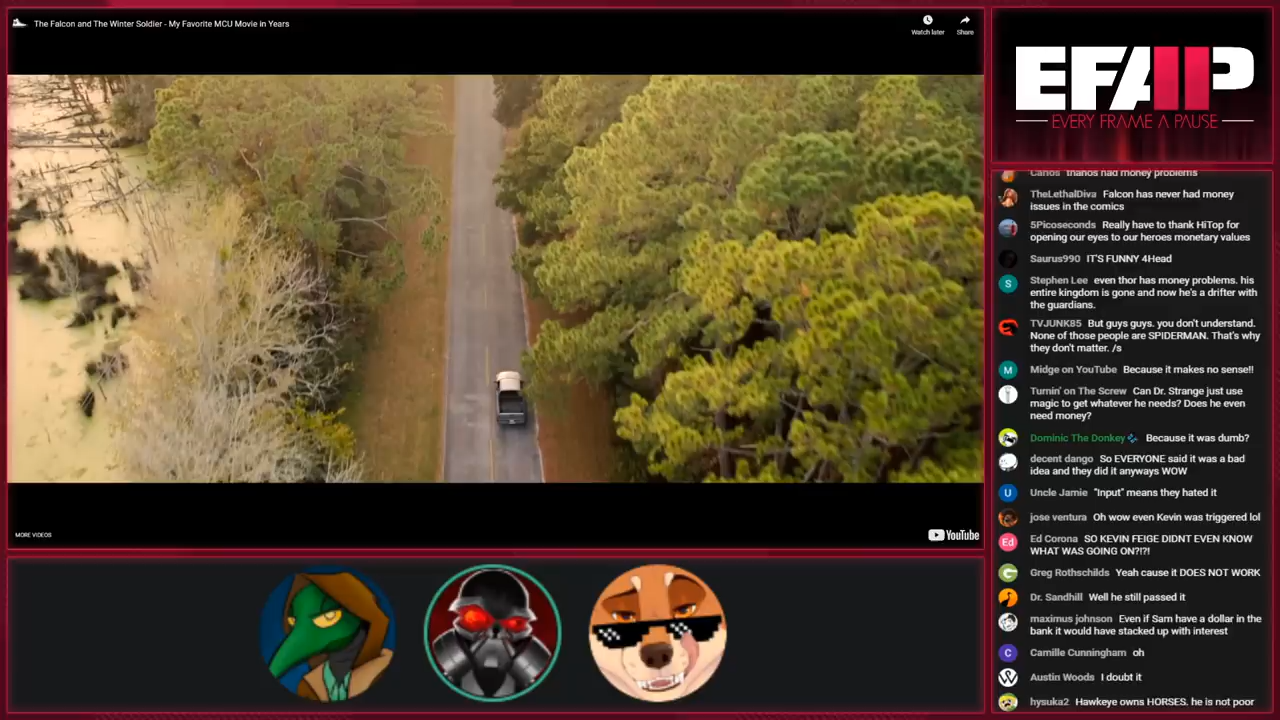 The Falcon and The Winter Soldier - My Favorite MCU Movie in Years
Watch later
Share
MORE VIDEOS
YouTube
EFAP
EVERY FRAME A PAUSE
Carlos thanos had money problems
TheLethalDiva Falcon has never had money
issues in the comics
5Picoseconds Really have to thank HiTop for
opening our eyes to our heroes monetary values
Saurus990 IT'S FUNNY 4Head
S
Stephen Lee even thor has money problems. his
entire kingdom is gone and now he's a drifter with
the guardians.
TVJUNK85 But guys guys. you don't understand.
None of those people are SPIDERMAN. That's why
they don't matter. /s
M
Midge on YouTube Because it makes no sense!!
Turnin' on The Screw Can Dr. Strange just use
magic to get whatever he needs? Does he even
need money?
Dominic The Donkey Because it was dumb?
decent dango So EVERYONE said it was a bad
idea and they did it anyways WOW
U
Uncle Jamie "Input" means they hated it
jose ventura Oh wow even Kevin was triggered lol
Ed
Ed Corona SO KEVIN FEIGE DIDNT EVEN KNOW
WHAT WAS GOING ON?!?!
Greg Rothschilds Yeah cause it DOES NOT WORK
Dr. Sandhill Well he still passed it
maximus johnson Even if Sam have a dollar in the
bank it would have stacked up with interest
C
Camille Cunningham oh
Austin Woods I doubt it
hysuka2 Hawkeye owns HORSES. he is not poor